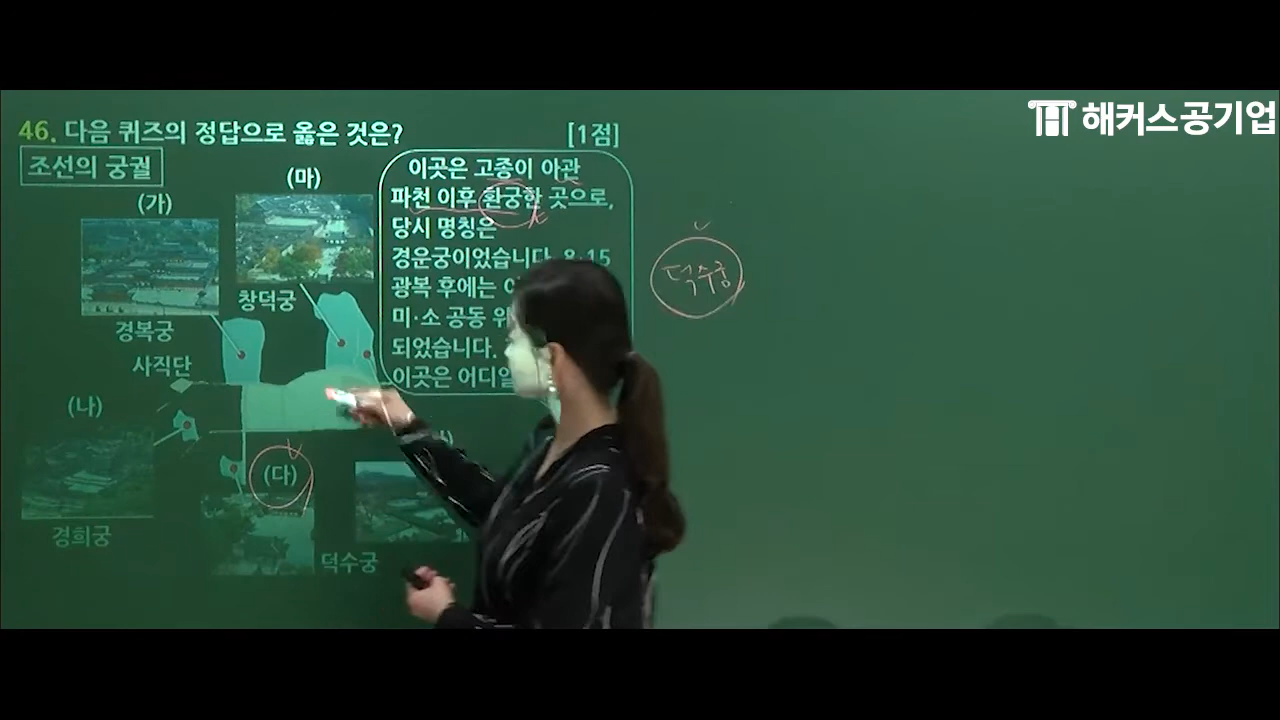 해커스공기업
46. 다음 퀴즈의 정답으로 옳은 것은?
[1점]
조선의 궁궐
(가)
경복궁
(마)
창덕궁
사직단
(나)
경희궁
(다)
덕수궁
이곳은 고종이 아관
파천 이후 환궁한 곳으로,
당시 명칭은
경운궁이었습니다. 8·15
광복 후에는
미·소 공동
되었습니다.
이곳은
덕수궁